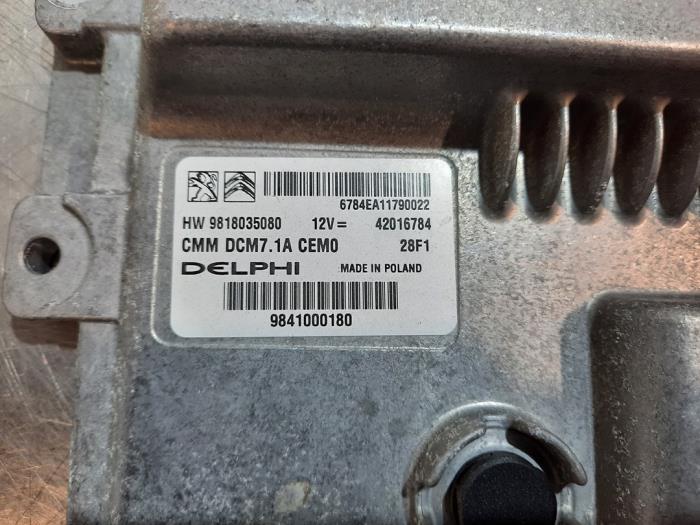 6784EA11790022
HW 9818035080 12V= 42016784
CMM DCM7.1A CEM0 28F1
DELPHI MADE IN POLAND
9841000180